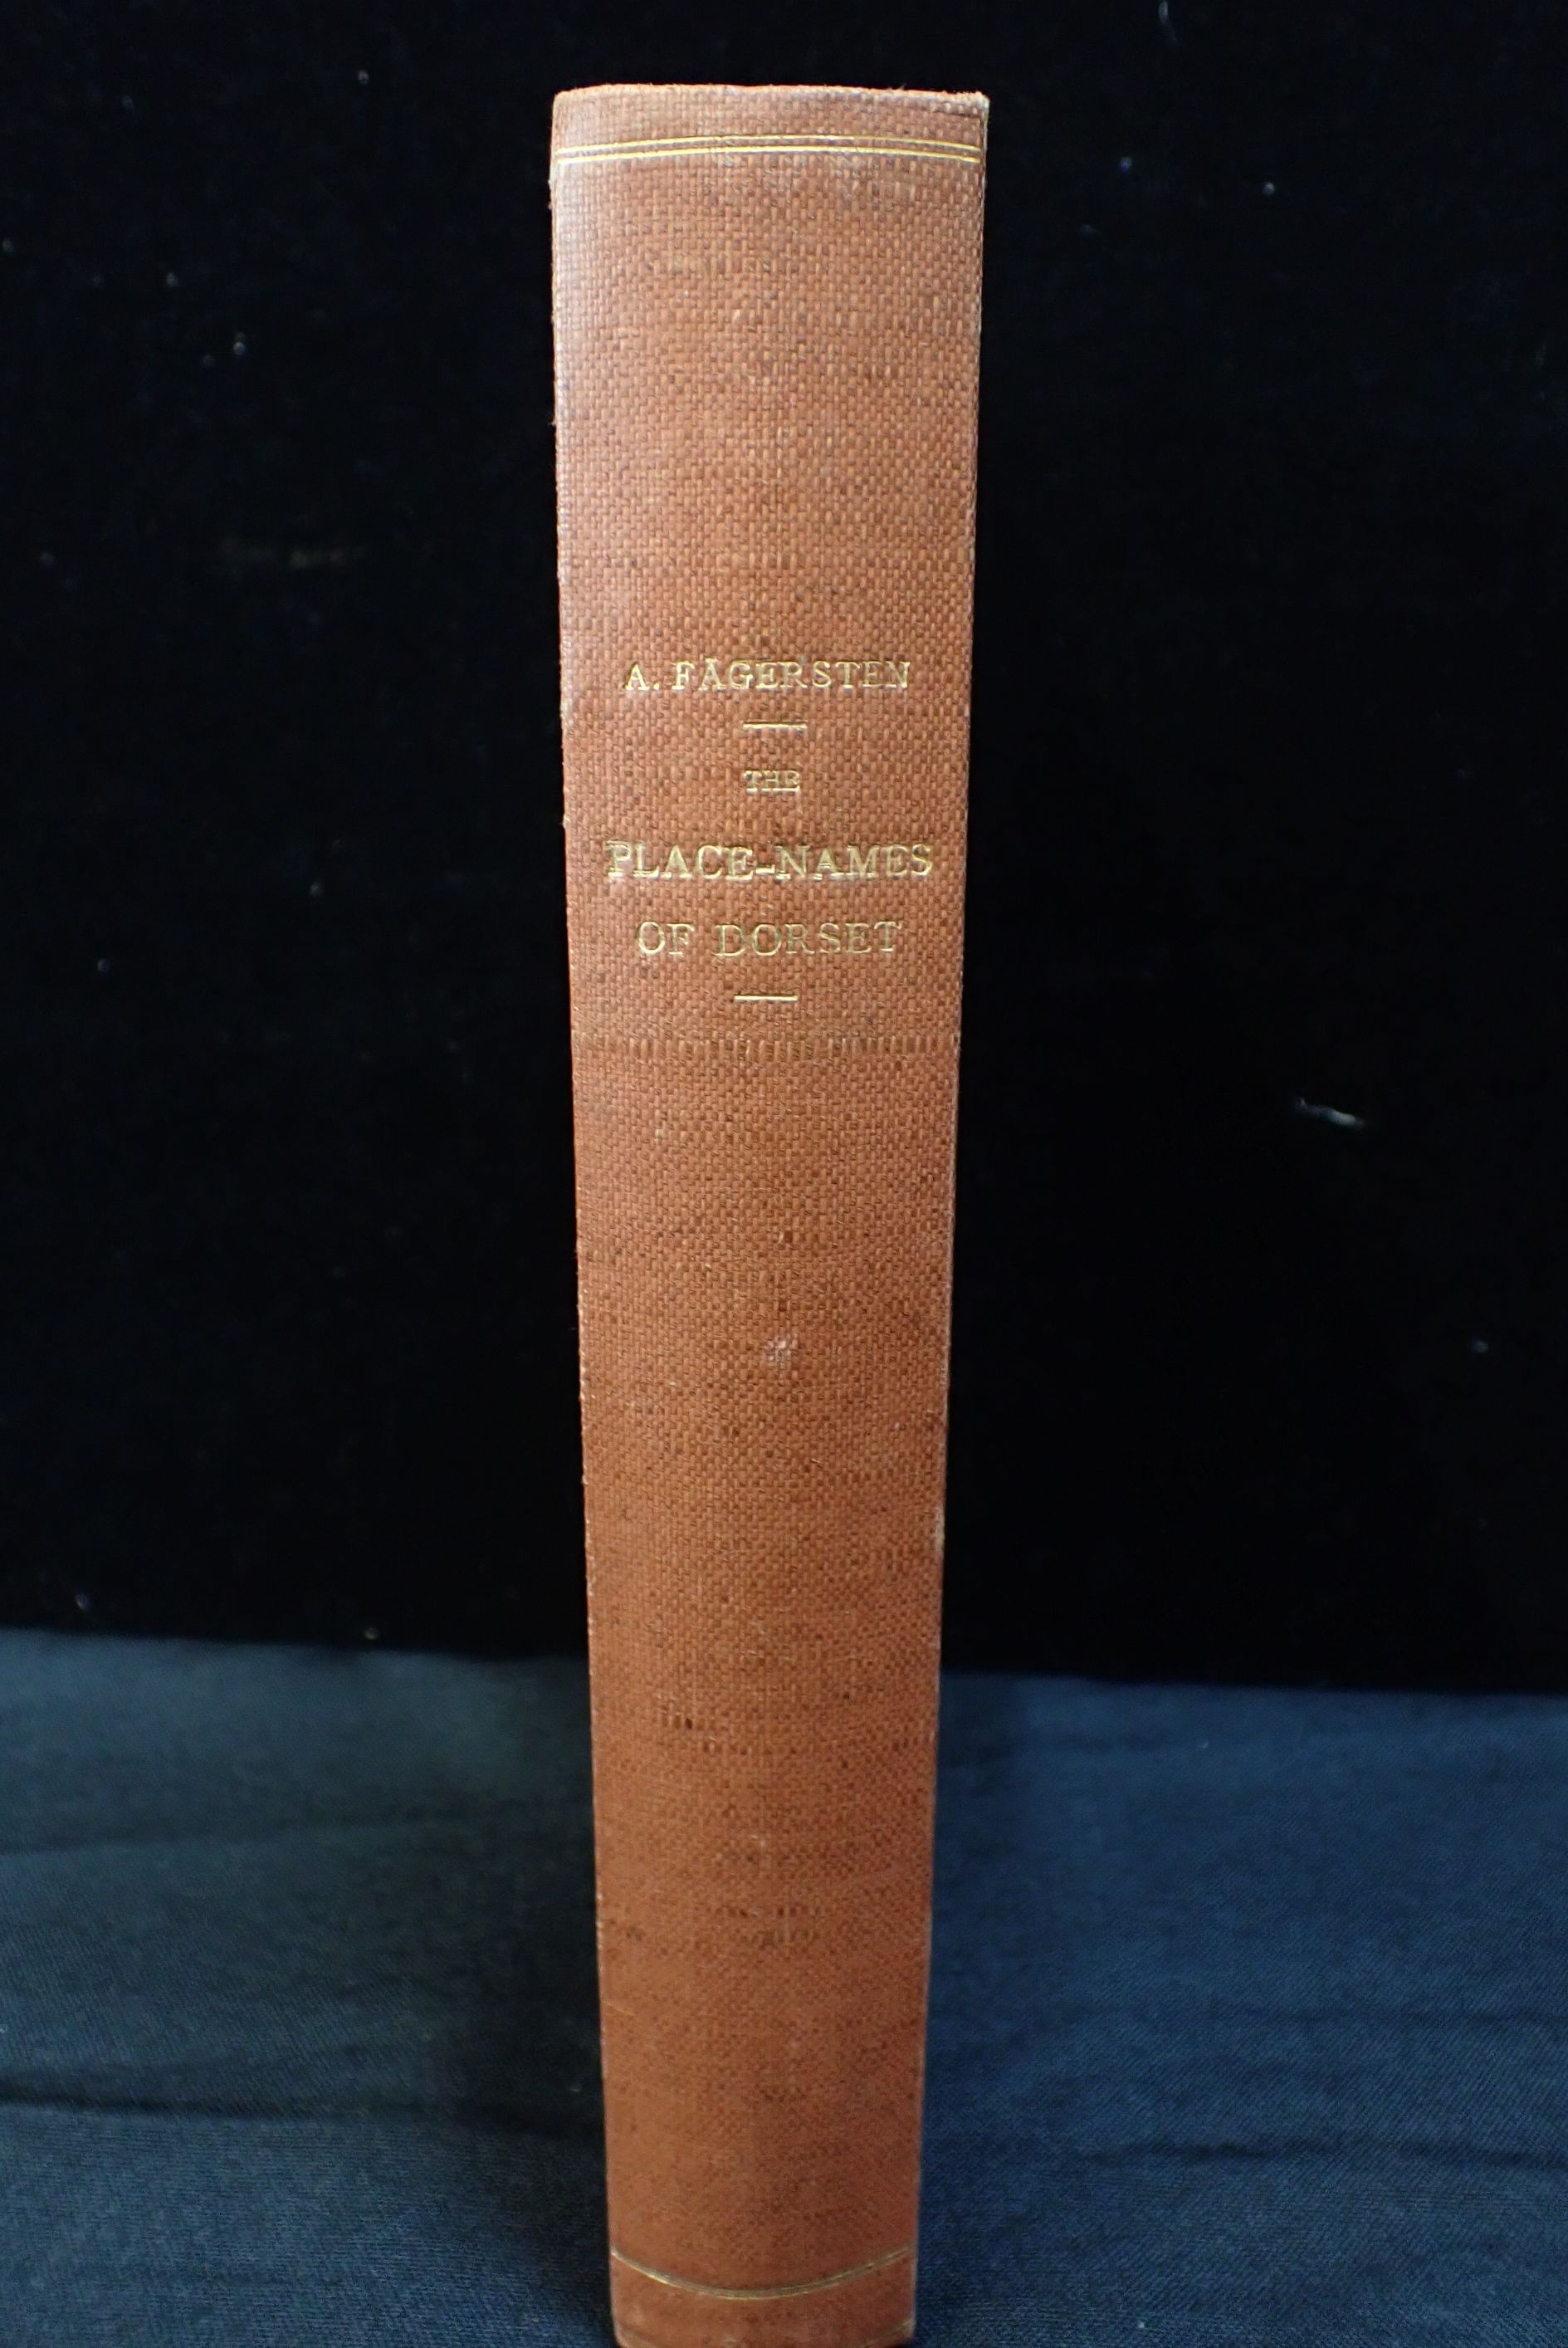 A. FÄGERSTEN
THE
PLACE-NAMES
OF DORSET